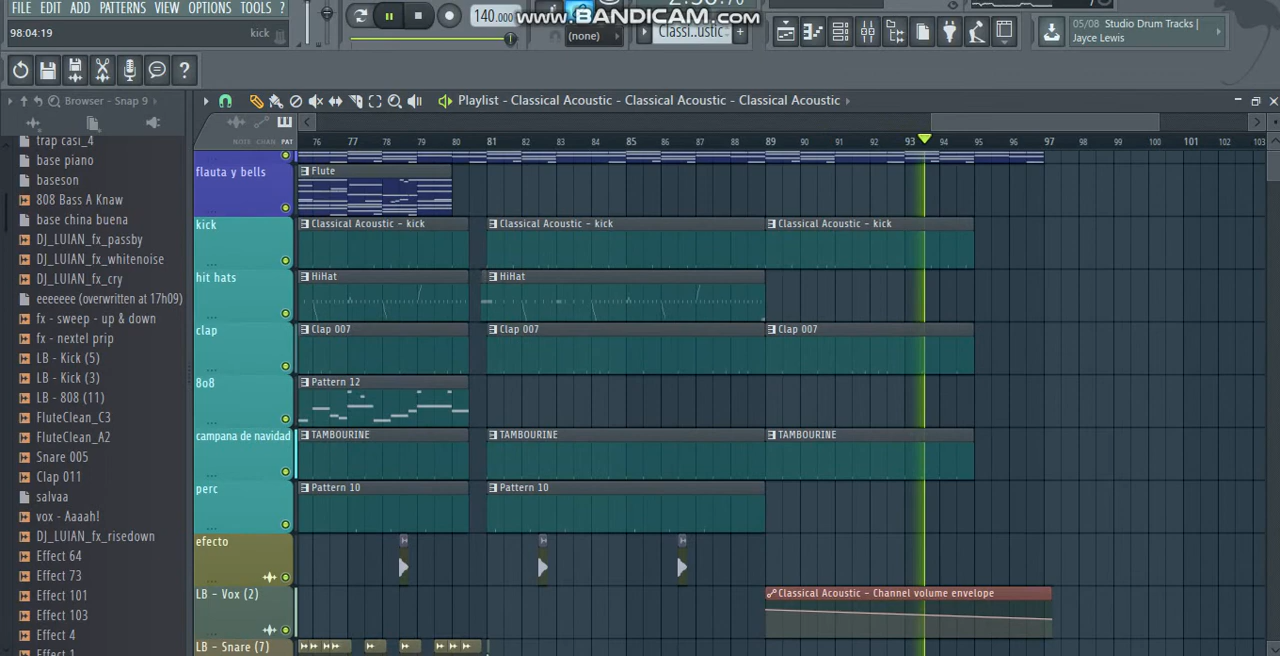 FILE EDIT ADD PATTERNS VIEW OPTIONS TOOLS ?
98:04:19 kick
140.000
www.BANDICAM.com
(none)
05/08 Studio Drum Tracks |
Jayce Lewis
Browser - Snap 9
Playlist - Classical Acoustic - Classical Acoustic - Classical Acoustic
NOTE CHAN PAT
76 77 78 79 80 81 82 83 84 85 86 87 88 89 90 91 92 93 94 95 96 97 98 99 100 101 102 103
trap casi_4
base piano
baseson
808 Bass A Knaw
base china buena
DJ_LUIAN_fx_passby
DJ_LUIAN_fx_whitenoise
DJ_LUIAN_fx_cry
eeeeeee (overwritten at 17h09)
fx - sweep - up & down
fx - nextel prip
LB - Kick (5)
LB - Kick (3)
LB - 808 (11)
FluteClean_C3
FluteClean_A2
Snare 005
Clap 011
salvaa
vox - Aaaah!
DJ_LUIAN_fx_risedown
Effect 64
Effect 73
Effect 101
Effect 103
Effect 4
Effect 1
flauta y bells
Flute
kick
Classical Acoustic - kick
Classical Acoustic - kick
Classical Acoustic - kick
hit hats
HiHat
HiHat
clap
Clap 007
Clap 007
Clap 007
8o8
Pattern 12
campana de navidad
TAMBOURINE
TAMBOURINE
TAMBOURINE
perc
Pattern 10
Pattern 10
efecto
LB - Vox (2)
Classical Acoustic - Channel volume envelope
LB - Snare (7)